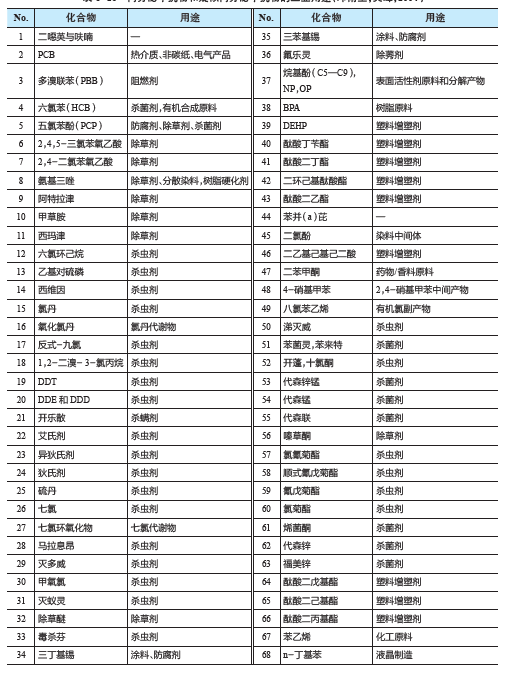 No. 化合物 用途 No. 化合物 用途
1 二噁英与呋喃 — 35 三苯基锡 涂料、防腐剂
2 PCB 热介质、非碳纸、电气产品 36 氟乐灵 除莠剂
3 多溴联苯(PBB) 阻燃剂 37 烷基酚(C5—C9),
NP,OP 表面活性剂原料和分解产物
4 六氯苯(HCB) 杀菌剂,有机合成原料 38 BPA 树脂原料
5 五氯苯酚(PCP) 防腐剂、除草剂、杀菌剂 39 DEHP 塑料增塑剂
6 2,4,5-三氯苯氧乙酸 除草剂 40 酞酸丁苄酯 塑料增塑剂
7 2,4-二氯苯氧乙酸 除草剂 41 酞酸二丁酯 塑料增塑剂
8 氨基三唑 除草剂、分散染料,树脂硬化剂 42 二环己基酞酸酯 塑料增塑剂
9 阿特拉津 除草剂 43 酞酸二乙酯 塑料增塑剂
10 甲草胺 除草剂 44 苯并(a)芘 —
11 西玛津 除草剂 45 二氯酚 染料中间体
12 六氯环己烷 杀虫剂 46 二乙基己基己二酸 塑料增塑剂
13 乙基对硫磷 杀虫剂 47 二苯甲酮 药物/香料原料
14 西维因 杀虫剂 48 4-硝基甲苯 2,4-硝基甲苯中间产物
15 氯丹 杀虫剂 49 八氯苯乙烯 有机氯副产物
16 氧化氯丹 氯丹代谢物 50 涕灭威 杀虫剂
17 反式-九氯 杀虫剂 51 苯菌灵,苯来特 杀菌剂
18 1,2-二溴-3-氯丙烷 杀虫剂 52 开蓬,十氯酮 杀虫剂
19 DDT 杀虫剂 53 代森锌锰 杀菌剂
20 DDE 和 DDD 杀虫剂 54 代森锰 杀菌剂
21 开乐散 杀螨剂 55 代森联 杀菌剂
22 艾氏剂 杀虫剂 56 嗪草酮 除草剂
23 异狄氏剂 杀虫剂 57 氯氰菊酯 杀虫剂
24 狄氏剂 杀虫剂 58 顺式氰戊菊酯 杀虫剂
25 硫丹 杀虫剂 59 氰戊菊酯 杀虫剂
26 七氯 杀虫剂 60 氯菊酯 杀虫剂
27 七氯环氧化物 七氯代谢物 61 烯菌酮 杀菌剂
28 马拉息昂 杀虫剂 62 代森锌 杀菌剂
29 灭多威 杀虫剂 63 福美锌 杀菌剂
30 甲氧氯 杀虫剂 64 酞酸二戊基酯 塑料增塑剂
31 灭蚁灵 杀虫剂 65 酞酸二己基酯 塑料增塑剂
32 除草醚 除草剂 66 酞酸二丙基酯 塑料增塑剂
33 毒杀芬 杀虫剂 67 苯乙烯 化工原料
34 三丁基锡 涂料、防腐剂 68 n-丁基苯 液晶制造